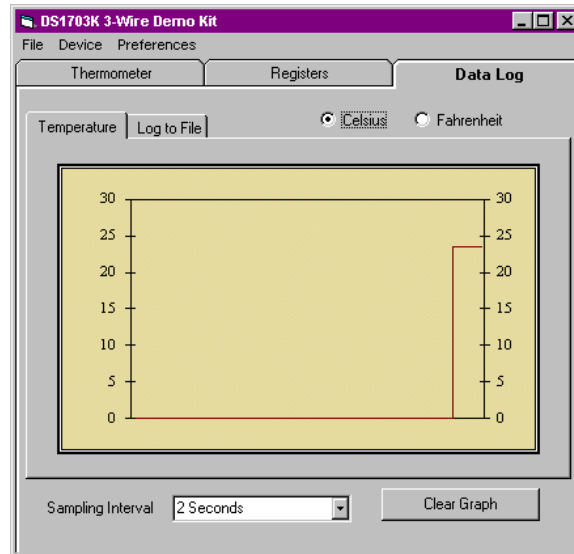 DS1703K 3-Wire Demo Kit
File Device Preferences
Thermometer Registers Data Log
Temperature Log to File Celsius Fahrenheit
30 30
25 25
20 20
15 15
10 10
5 5
0 0
Sampling Interval 2 Seconds Clear Graph